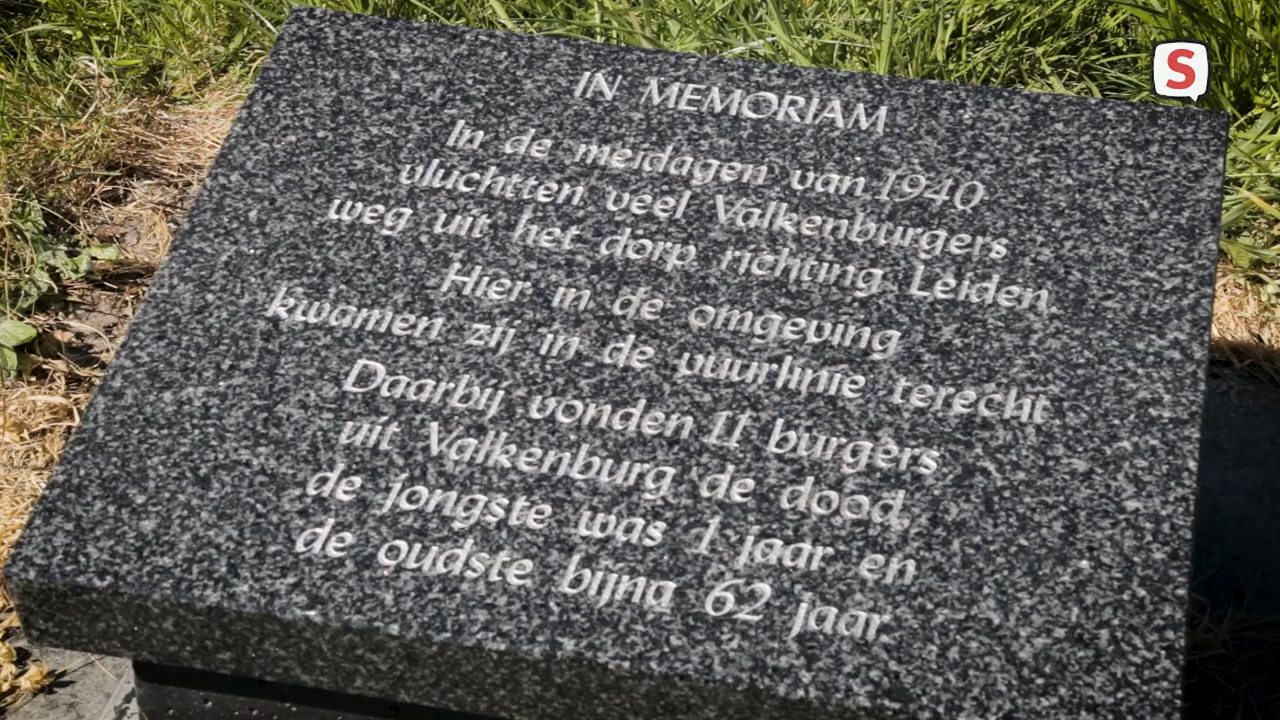 S
IN MEMORIAM
In de meidagen van 1940
vluchtten veel Valkenburgers
weg uit het dorp richting Leiden
Hier in de omgeving
kwamen zij in de vuurlinie terecht
Daarbij vonden 11 burgers
uit Valkenburg de dood,
de jongste was 1 jaar en
de oudste bijna 62 jaar